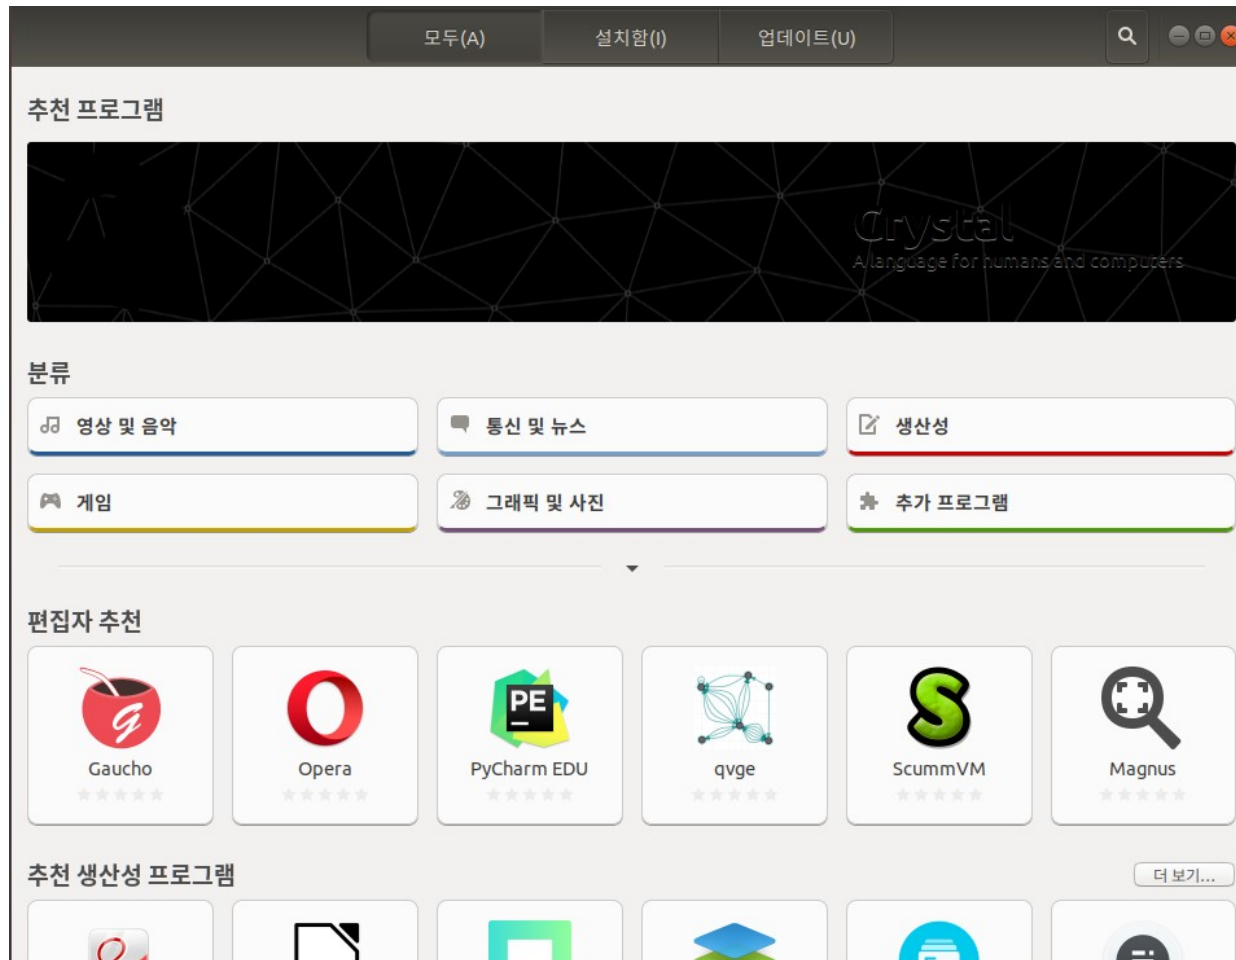 모두(A) 설치함(I) 업데이트(U)
추천 프로그램
Crystal
A language for humans and computers
분류
영상 및 음악 통신 및 뉴스 생산성
게임 그래픽 및 사진 추가 프로그램
편집자 추천
g PE S
Gaucho Opera PyCharm EDU qvge ScummVM Magnus
추천 생산성 프로그램 더 보기...